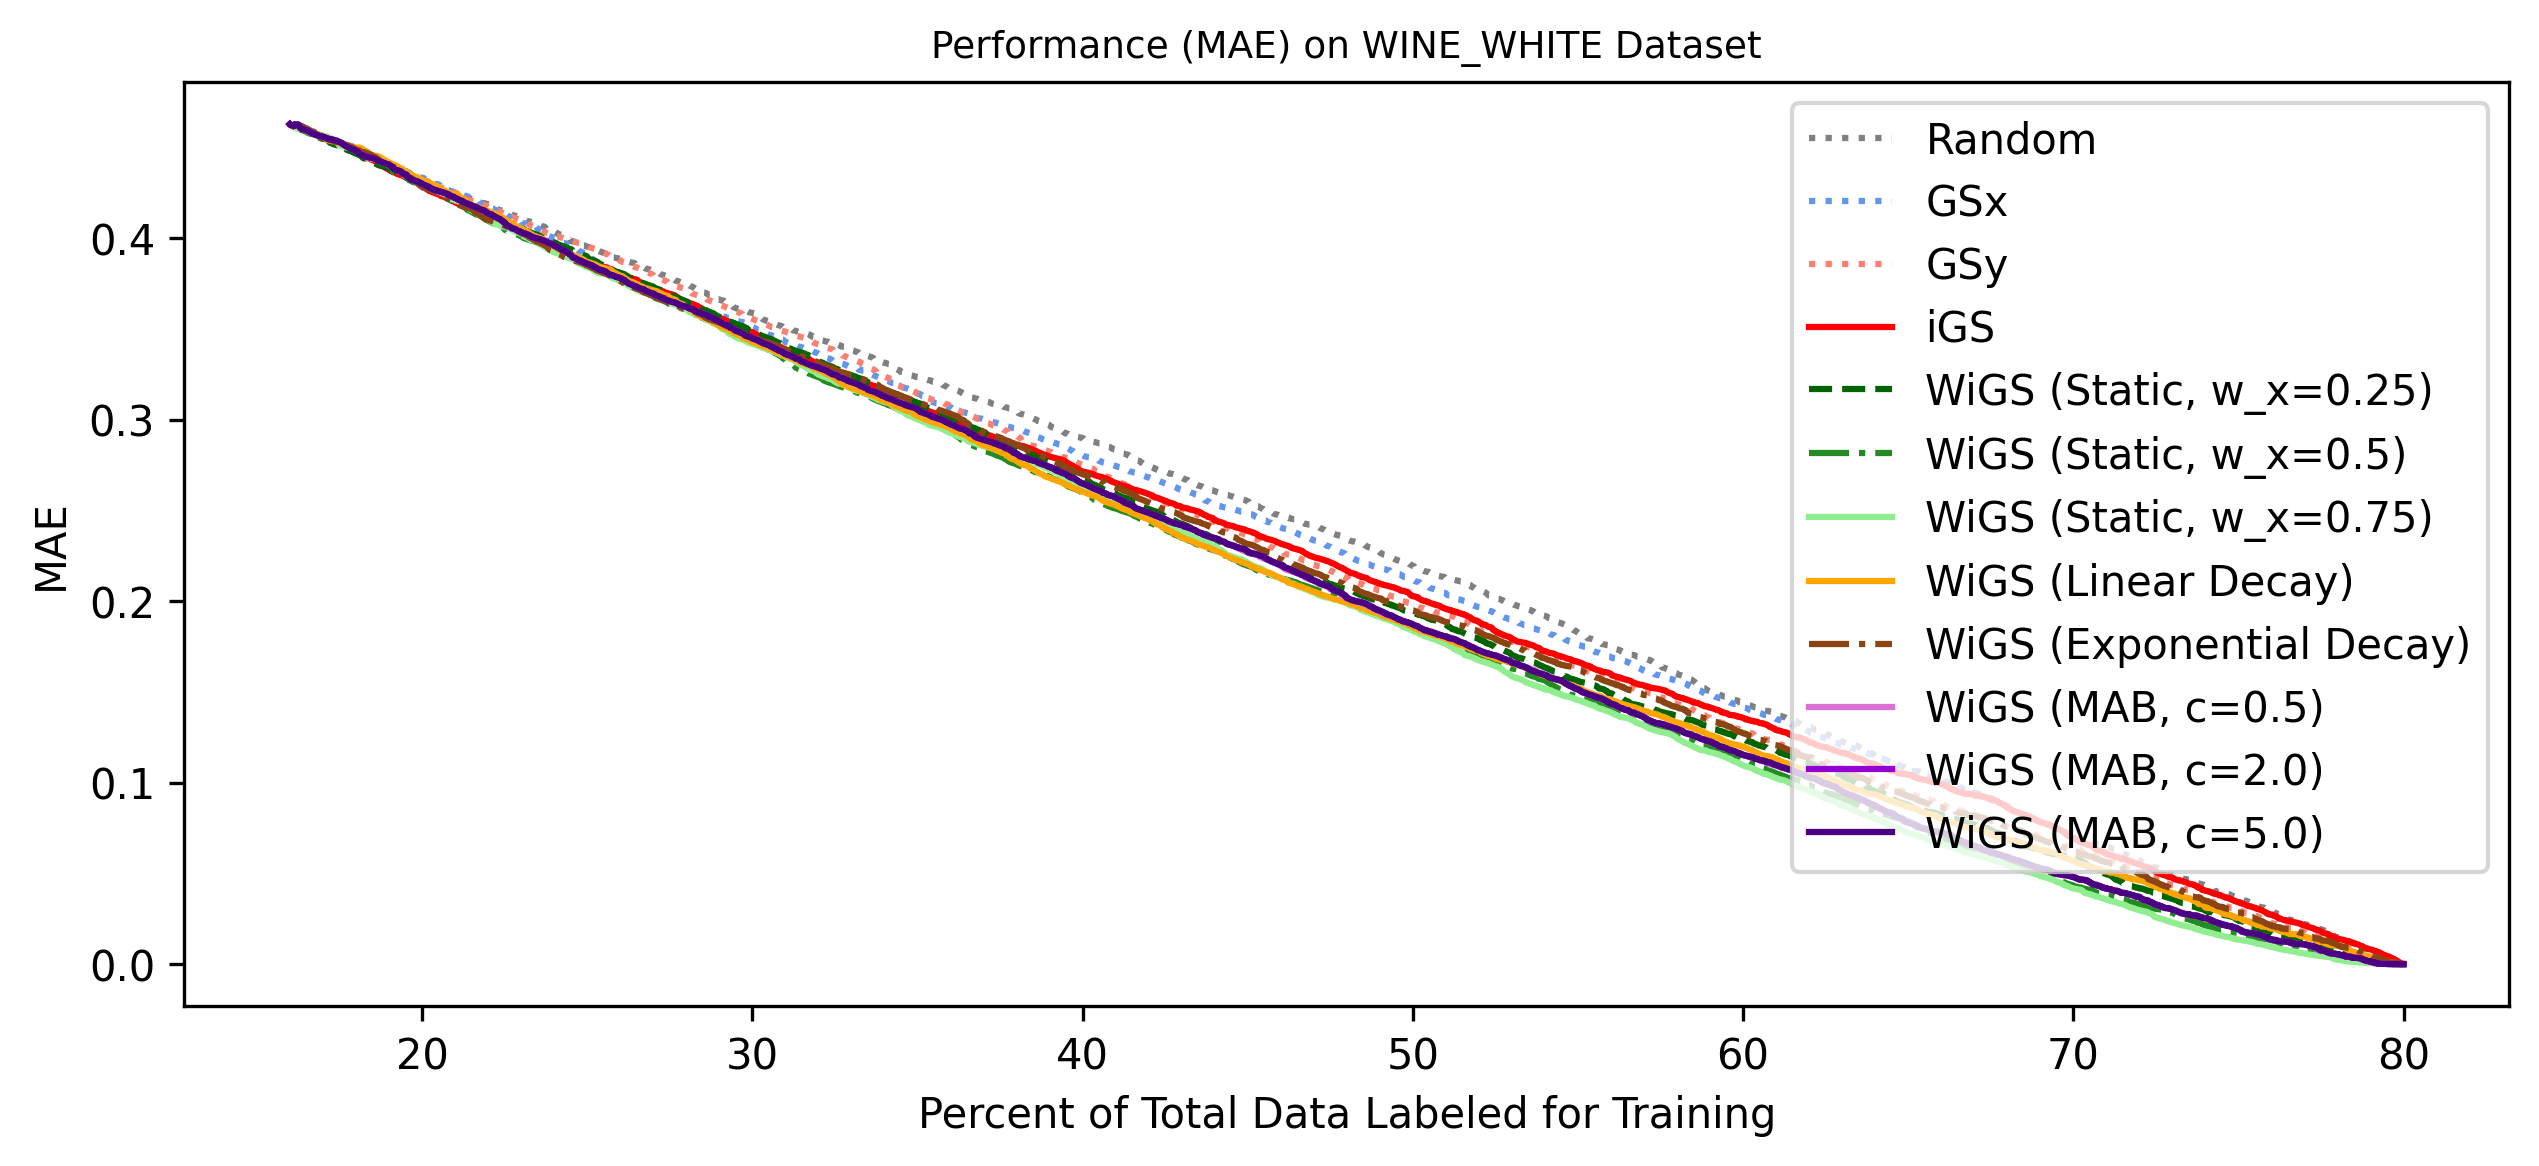 Performance (MAE) on WINE_WHITE Dataset
MAE
0.4
0.3
0.2
0.1
0.0
20 30 40 50 60 70 80
Percent of Total Data Labeled for Training
Random
GSx
GSy
iGS
WiGS (Static, w_x=0.25)
WiGS (Static, w_x=0.5)
WiGS (Static, w_x=0.75)
WiGS (Linear Decay)
WiGS (Exponential Decay)
WiGS (MAB, c=0.5)
WiGS (MAB, c=2.0)
WiGS (MAB, c=5.0)